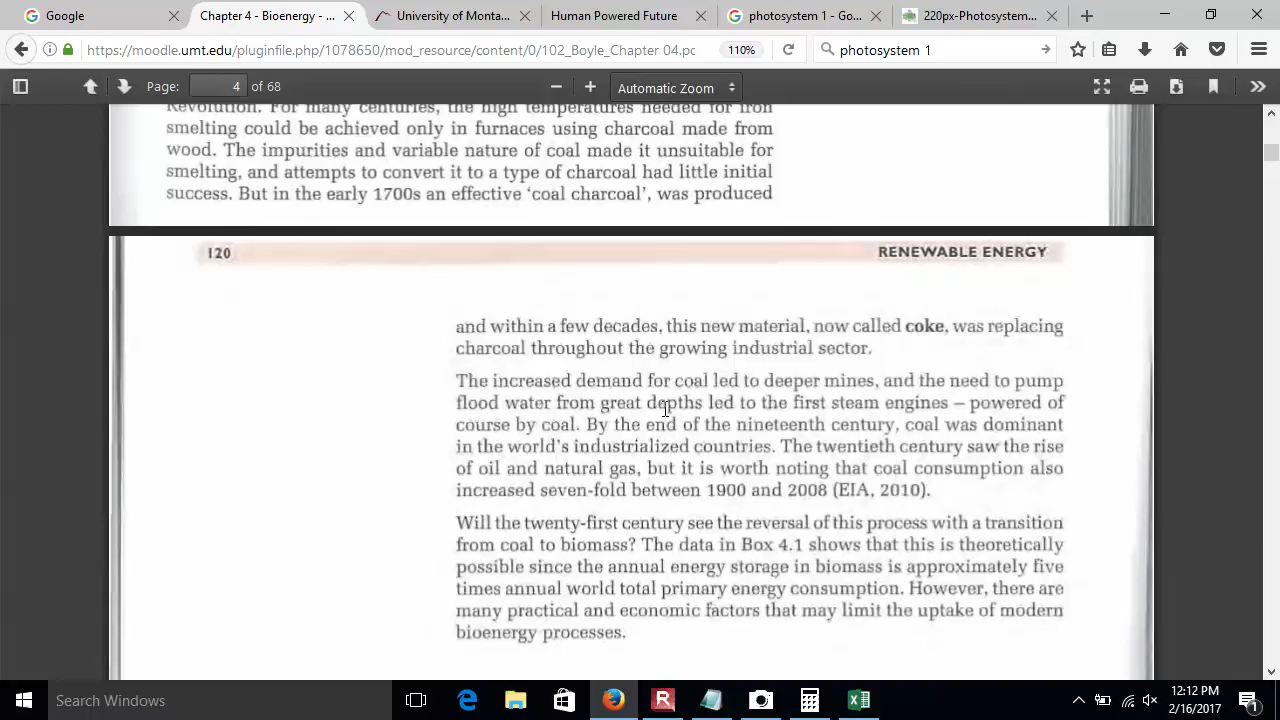 Google
Chapter 4 - Bioenergy - ...
University of Monta...
Human Powered Future
photosystem 1 - Go...
220px-Photosystem...
https://moodle.umt.edu/pluginfile.php/1078650/mod_resource/content/0/102_Boyle_Chapter 04.pc
110%
photosystem 1
Page: 4 of 68
Automatic Zoom
Revolution. For many centuries, the high temperatures needed for iron
smelting could be achieved only in furnaces using charcoal made from
wood. The impurities and variable nature of coal made it unsuitable for
smelting, and attempts to convert it to a type of charcoal had little initial
success. But in the early 1700s an effective ‘coal charcoal’, was produced
120
RENEWABLE ENERGY
and within a few decades, this new material, now called coke, was replacing
charcoal throughout the growing industrial sector.
The increased demand for coal led to deeper mines, and the need to pump
flood water from great depths led to the first steam engines – powered of
course by coal. By the end of the nineteenth century, coal was dominant
in the world's industrialized countries. The twentieth century saw the rise
of oil and natural gas, but it is worth noting that coal consumption also
increased seven-fold between 1900 and 2008 (EIA, 2010).
Will the twenty-first century see the reversal of this process with a transition
from coal to biomass? The data in Box 4.1 shows that this is theoretically
possible since the annual energy storage in biomass is approximately five
times annual world total primary energy consumption. However, there are
many practical and economic factors that may limit the uptake of modern
bioenergy processes.
Search Windows
12:12 PM
2/16/2017